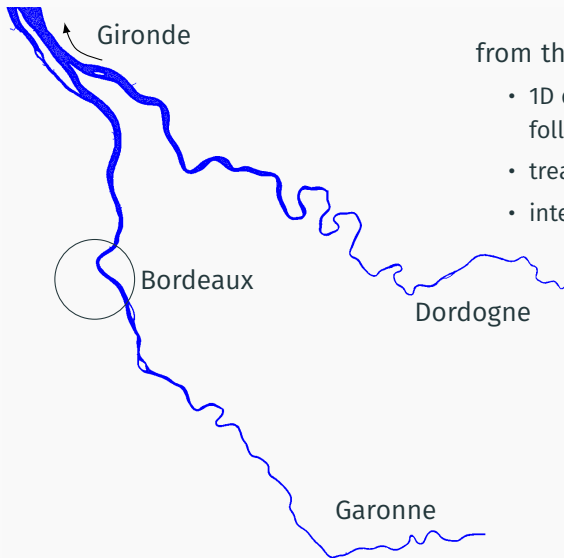 Gironde
from th
• 1D
foll
• trea
• inte
Bordeaux
Dordogne
Garonne